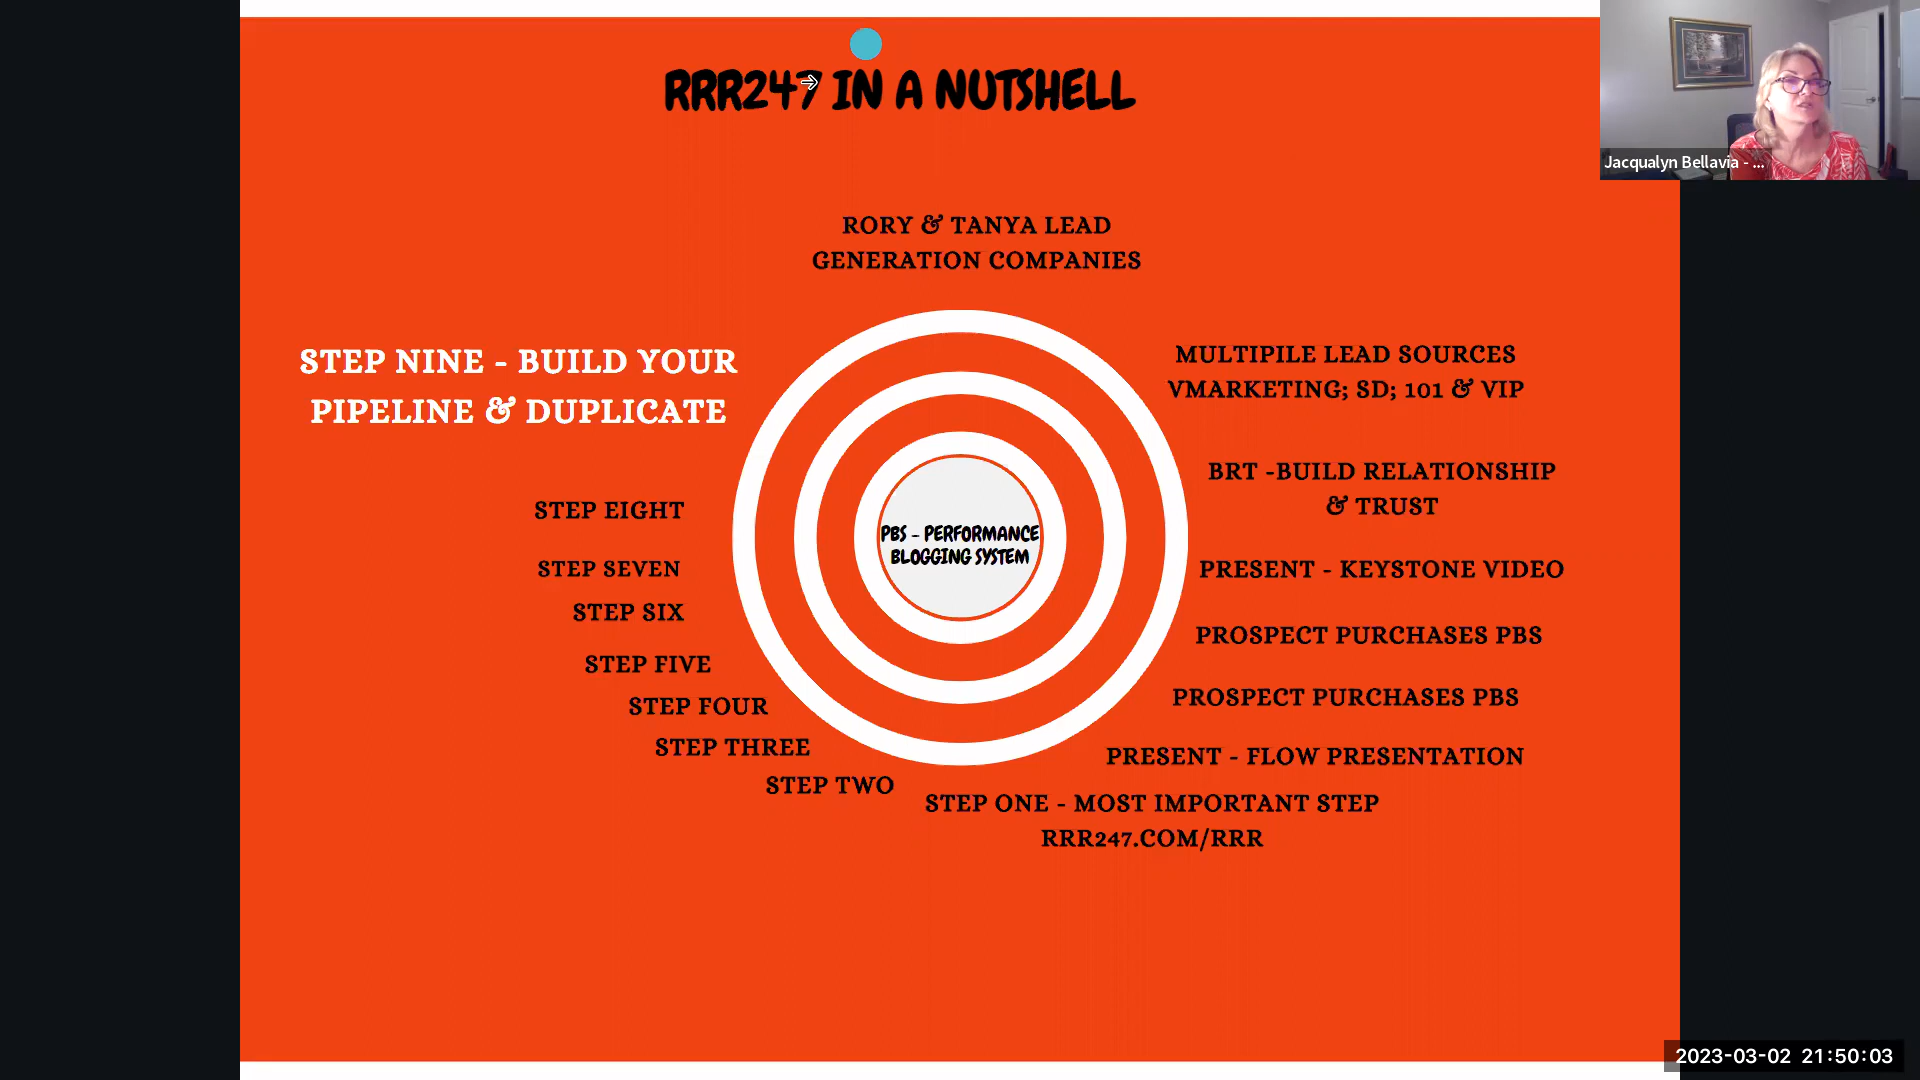 RRR247 IN A NUTSHELL
Jacqualyn Bellavia - ...
RORY & TANYA LEAD
GENERATION COMPANIES
STEP NINE - BUILD YOUR
PIPELINE & DUPLICATE
MULTIPILE LEAD SOURCES
VMARKETING; SD; 101 & VIP
BRT -BUILD RELATIONSHIP
& TRUST
STEP EIGHT
PBS - PERFORMANCE
BLOGGING SYSTEM
PRESENT - KEYSTONE VIDEO
STEP SEVEN
STEP SIX
PROSPECT PURCHASES PBS
STEP FIVE
PROSPECT PURCHASES PBS
STEP FOUR
STEP THREE
PRESENT - FLOW PRESENTATION
STEP TWO
STEP ONE - MOST IMPORTANT STEP
RRR247.COM/RRR
2023-03-02 21:50:03